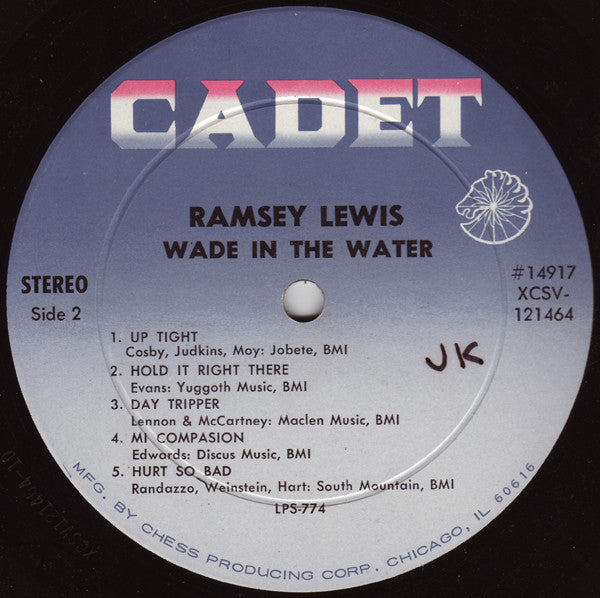 CADET
RAMSEY LEWIS
WADE IN THE WATER
STEREO
Side 2
#14917
XCSV-
121464
JK
1. UP TIGHT
Cosby, Judkins, Moy: Jobete, BMI
2. HOLD IT RIGHT THERE
Evans: Yuggoth Music, BMI
3. DAY TRIPPER
Lennon & McCartney: Maclen Music, BMI
4. MI COMPASION
Edwards: Discus Music, BMI
5. HURT SO BAD
Randazzo, Weinstein, Hart: South Mountain, BMI
LPS-774
MFG. BY CHESS PRODUCING CORP. CHICAGO, IL 60616